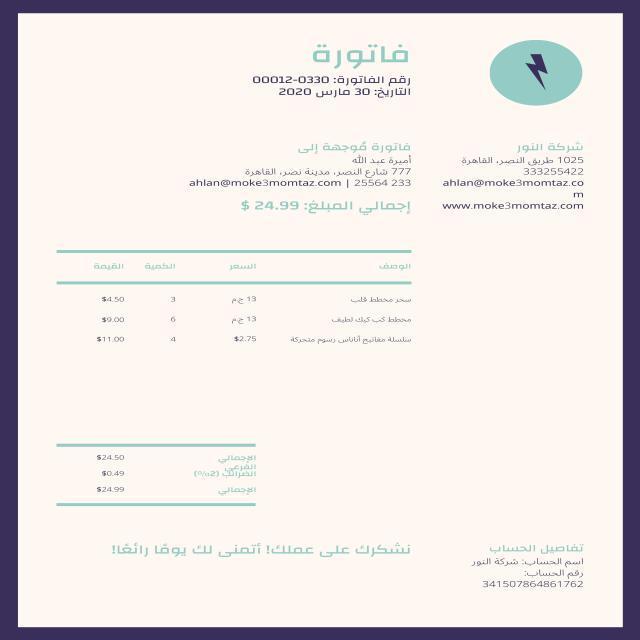 فاتورة
رقم الفاتورة: 0330-00012
التاريخ: 30 مارس 2020
شركة النور
1025 طريق النصر، القاهرة
333255422
ahlan@moke3momtaz.co
m
www.moke3momtaz.com
فاتورة مُوجهة إلى
أميرة عبد الله
777 شارع النصر، مدينة نصر، القاهرة
ahlan@moke3momtaz.com | 25564 233
إجمالي المبلغ: 24.99 $
الوصف السعر الكمية القيمة
سحر مخطط قلب 13 ج.م 3 $4.50
مخطط كب كيك لطيف 13 ج.م 6 $9.00
سلسلة مفاتيح أناناس رسوم متحركة $2.75 4 $11.00
الإجمالي $24.50
الفرعي
الضرائب (2%) $0.49
الإجمالي $24.99
نشكرك على عملك! أتمنى لك يومًا رائعًا!
تفاصيل الحساب
اسم الحساب: شركة النور
رقم الحساب:
341507864861762